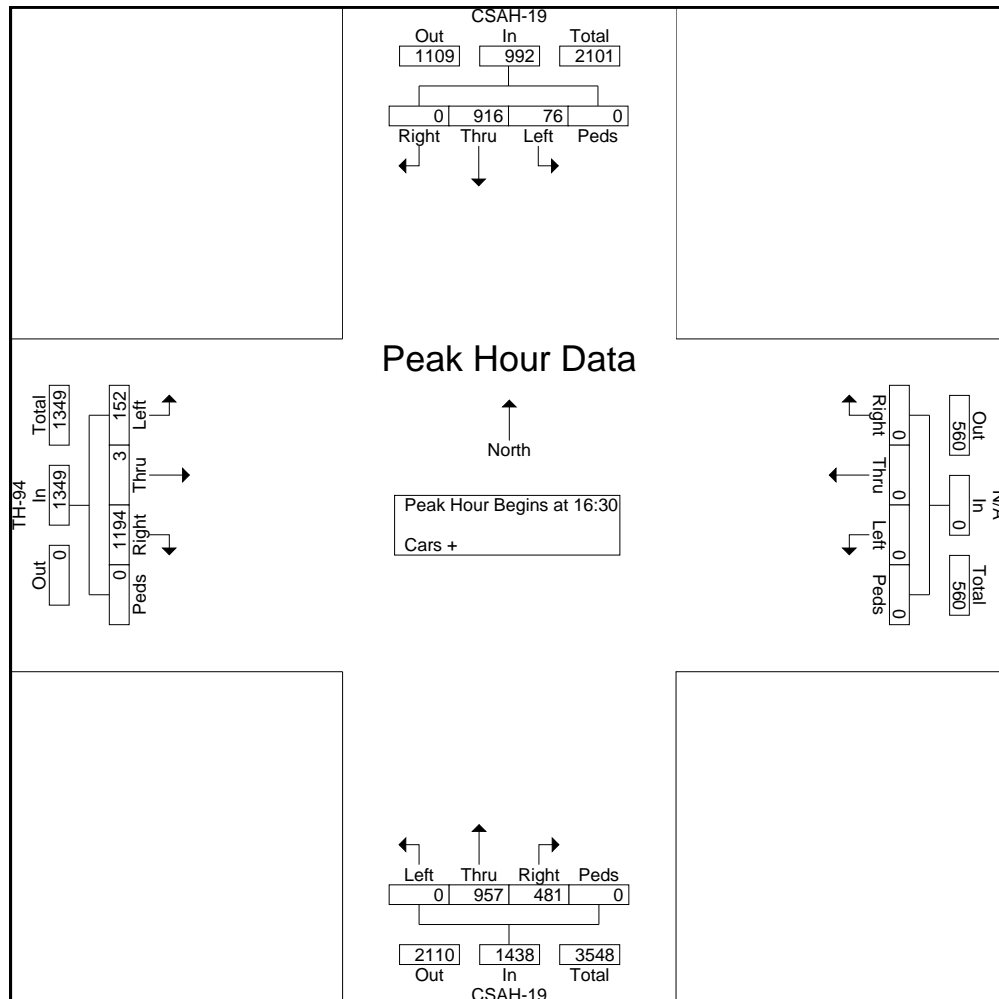 CSAH-19
Out In Total
1109 992 2101
0 916 76 0
Right Thru Left Peds
Peak Hour Data
North
Peak Hour Begins at 16:30
Cars +
TH-94
Total In Out
1349 1349 0
152 3 1194 0
Left Thru Right Peds
Right Thru Left Peds
0 0 0 0
Out In Total
560 0 560
N/A
Left Thru Right Peds
0 957 481 0
2110 1438 3548
Out In Total
CSAH-19